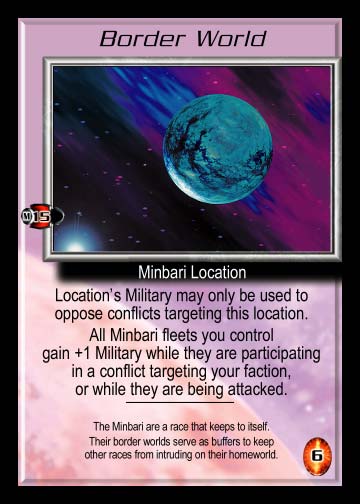 Border World
M 15
Minbari Location
Location's Military may only be used to
oppose conflicts targeting this location.
All Minbari fleets you control
gain +1 Military while they are participating
in a conflict targeting your faction,
or while they are being attacked.
The Minbari are a race that keeps to itself.
Their border worlds serve as buffers to keep
other races from intruding on their homeworld.
6